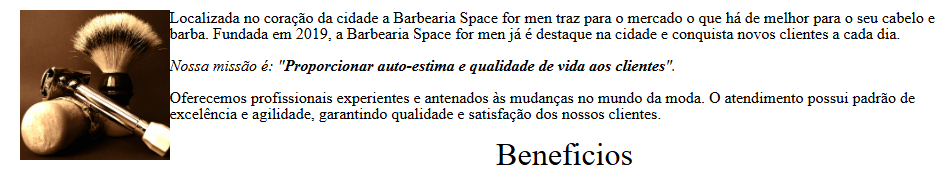 Localizada no coração da cidade a Barbearia Space for men traz para o mercado o que há de melhor para o seu cabelo e
barba. Fundada em 2019, a Barbearia Space for men já é destaque na cidade e conquista novos clientes a cada dia.
Nossa missão é: "Proporcionar auto-estima e qualidade de vida aos clientes".
Oferecemos profissionais experientes e antenados às mudanças no mundo da moda. O atendimento possui padrão de
excelência e agilidade, garantindo qualidade e satisfação dos nossos clientes.
Beneficios